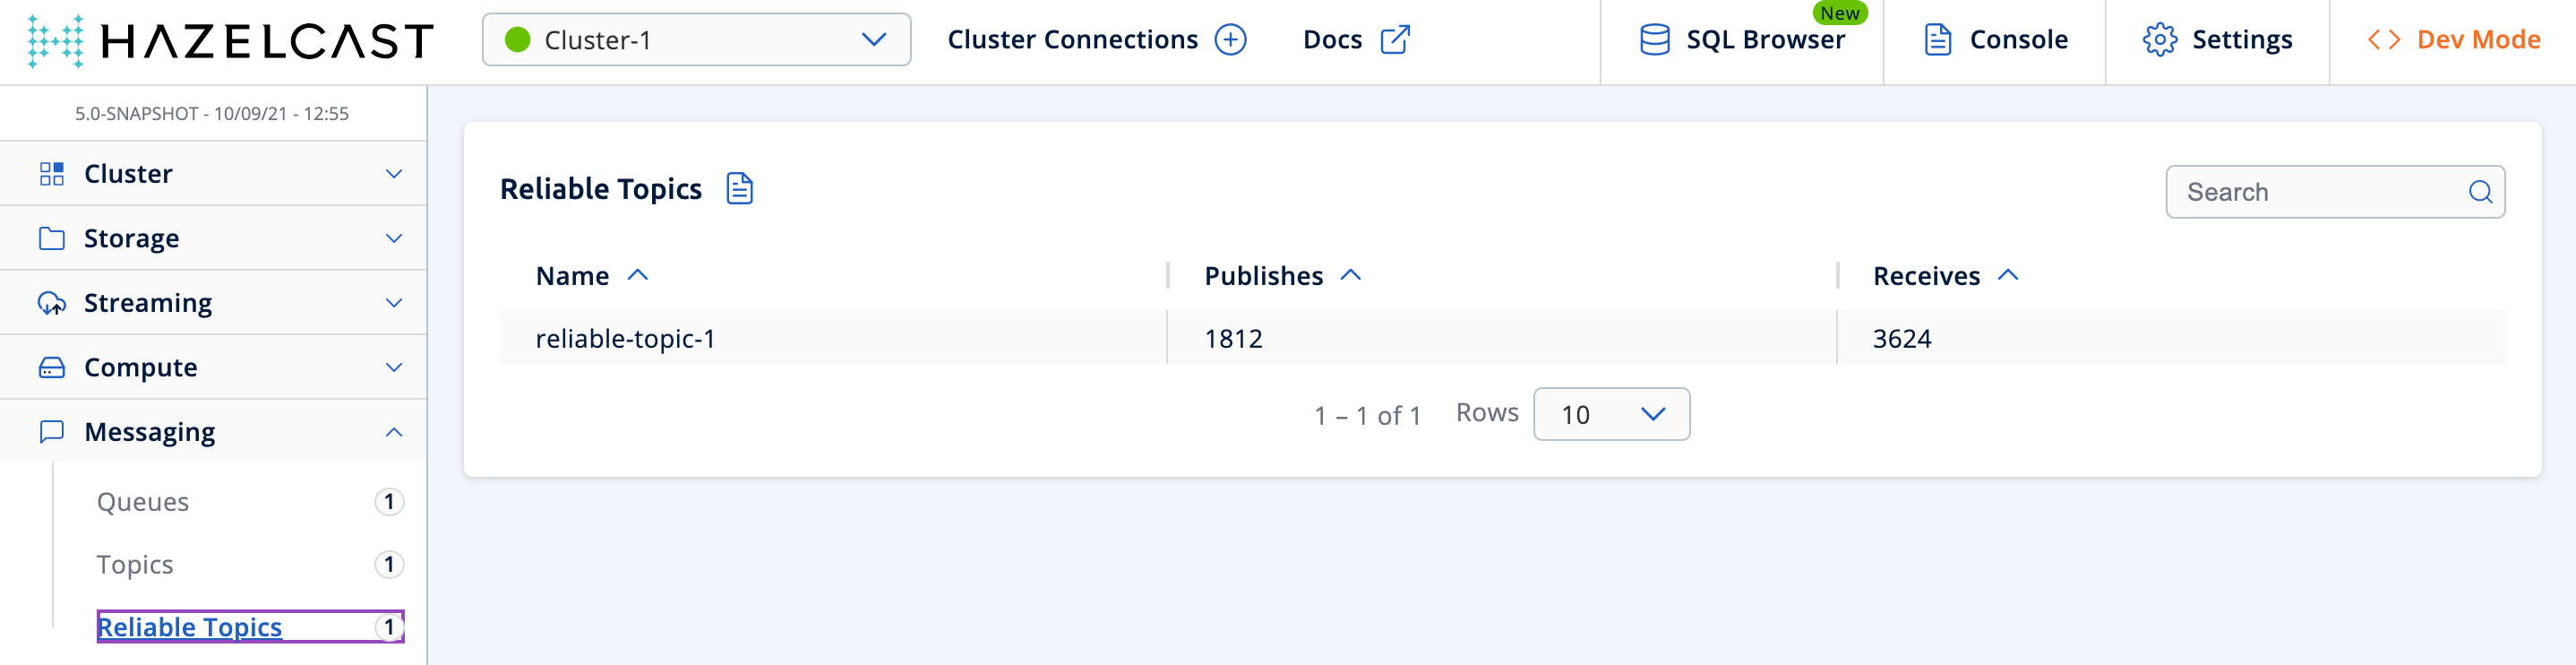 HAZELCAST
Cluster-1
Cluster Connections
Docs
SQL Browser
New
Console
Settings
Dev Mode
5.0-SNAPSHOT - 10/09/21 - 12:55
Cluster
Storage
Streaming
Compute
Messaging
Queues 1
Topics 1
Reliable Topics 1
Reliable Topics
Search
Name Publishes Receives
reliable-topic-1 1812 3624
1 – 1 of 1 Rows 10